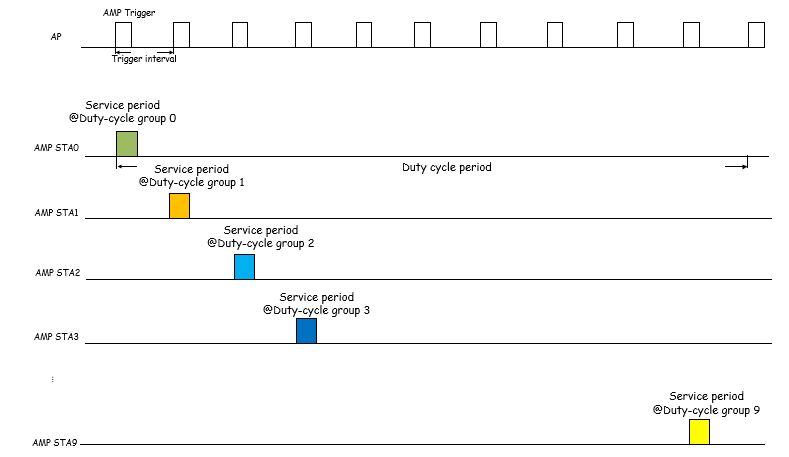 AMP Trigger
AP
Trigger interval
Service period
@Duty-cycle group 0
AMP STA0
Duty cycle period
Service period
@Duty-cycle group 1
AMP STA1
Service period
@Duty-cycle group 2
AMP STA2
Service period
@Duty-cycle group 3
AMP STA3
...
Service period
@Duty-cycle group 9
AMP STA9